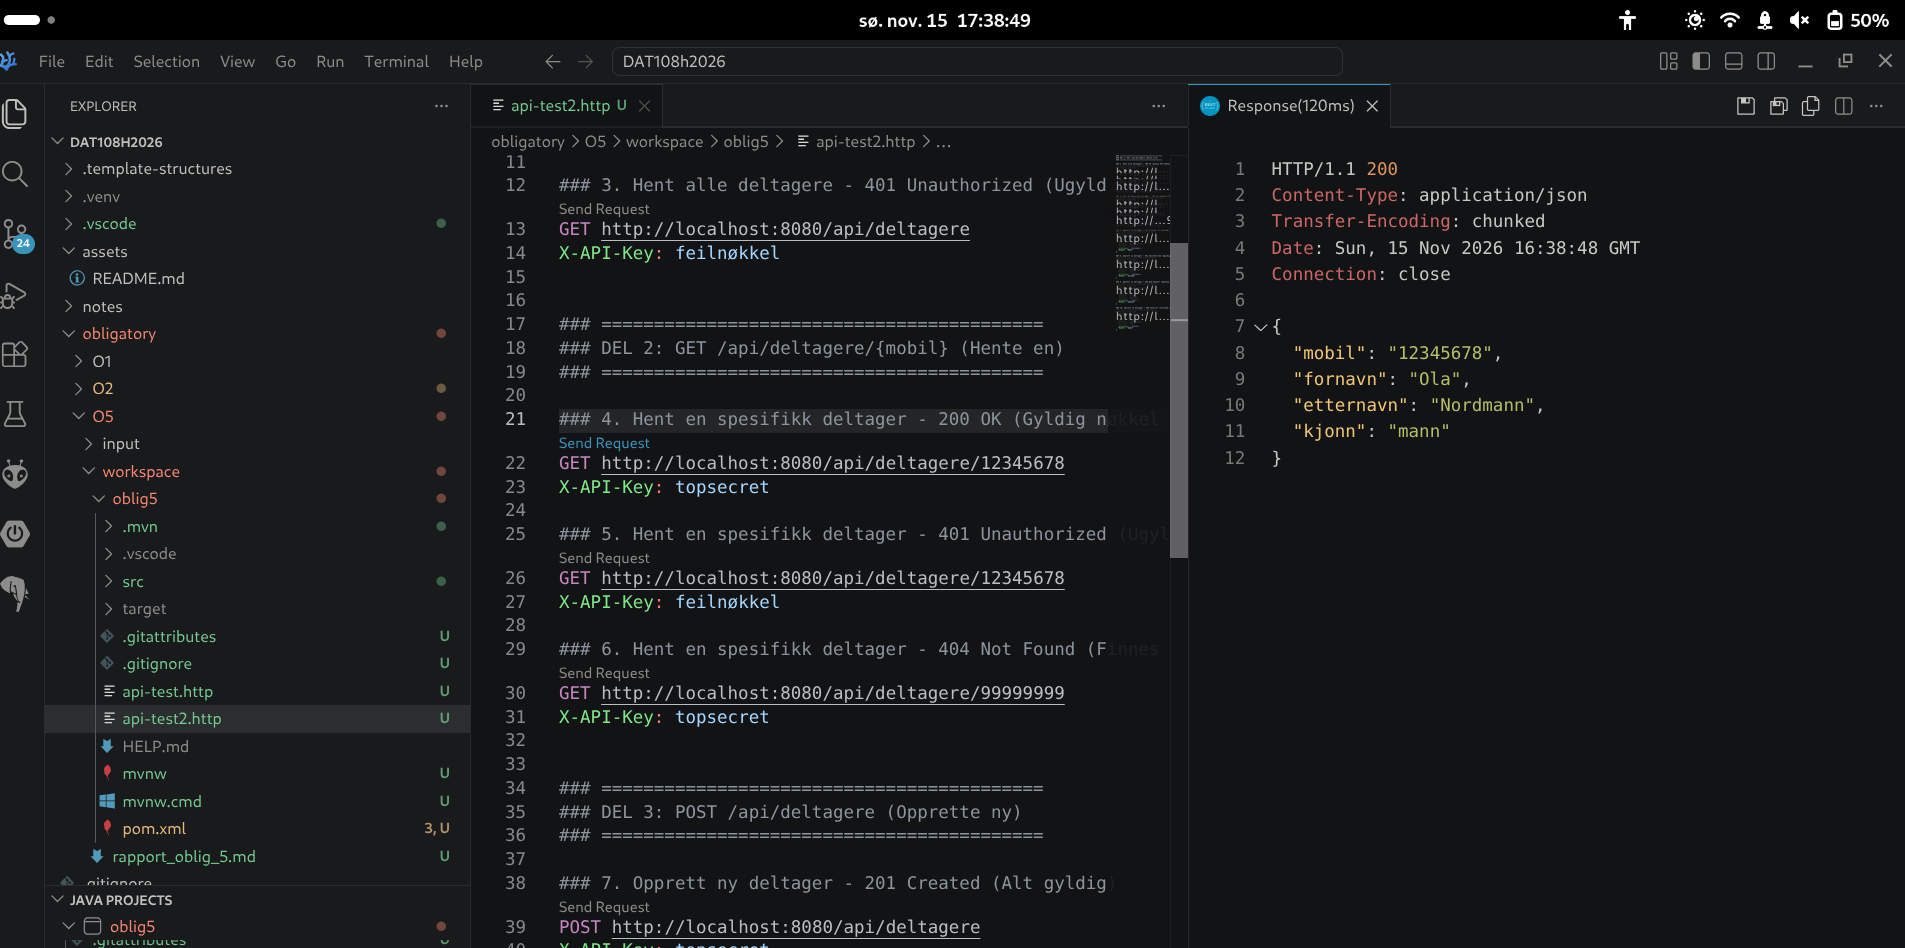 sø. nov. 15 17:38:49
50%
File Edit Selection View Go Run Terminal Help
DAT108h2026
EXPLORER
DAT108H2026
.template-structures
.venv
.vscode
assets
README.md
notes
obligatory
O1
O2
O5
input
workspace
oblig5
.mvn
.vscode
src
target
.gitattributes U
.gitignore U
api-test.http U
api-test2.http U
HELP.md
mvnw U
mvnw.cmd U
pom.xml 3, U
rapport_oblig_5.md U
.gitignore
JAVA PROJECTS
oblig5
.gitattributes U
24
api-test2.http U
obligatory > O5 > workspace > oblig5 > api-test2.http > ...
11
12 ### 3. Hent alle deltagere - 401 Unauthorized (Ugyld
Send Request
13 GET http://localhost:8080/api/deltagere
14 X-API-Key: feilnøkkel
15
16
17 ### ==========================================
18 ### DEL 2: GET /api/deltagere/{mobil} (Hente en)
19 ### ==========================================
20
21 ### 4. Hent en spesifikk deltager - 200 OK (Gyldig nøkkel
Send Request
22 GET http://localhost:8080/api/deltagere/12345678
23 X-API-Key: topsecret
24
25 ### 5. Hent en spesifikk deltager - 401 Unauthorized (Ugyl
Send Request
26 GET http://localhost:8080/api/deltagere/12345678
27 X-API-Key: feilnøkkel
28
29 ### 6. Hent en spesifikk deltager - 404 Not Found (Finnes
Send Request
30 GET http://localhost:8080/api/deltagere/99999999
31 X-API-Key: topsecret
32
33
34 ### ==========================================
35 ### DEL 3: POST /api/deltagere (Opprette ny)
36 ### ==========================================
37
38 ### 7. Opprett ny deltager - 201 Created (Alt gyldig)
Send Request
39 POST http://localhost:8080/api/deltagere
40 X-API-Key: topsecret
Response(120ms)
1 HTTP/1.1 200
2 Content-Type: application/json
3 Transfer-Encoding: chunked
4 Date: Sun, 15 Nov 2026 16:38:48 GMT
5 Connection: close
6
7 {
8 "mobil": "12345678",
9 "fornavn": "Ola",
10 "etternavn": "Nordmann",
11 "kjonn": "mann"
12 }